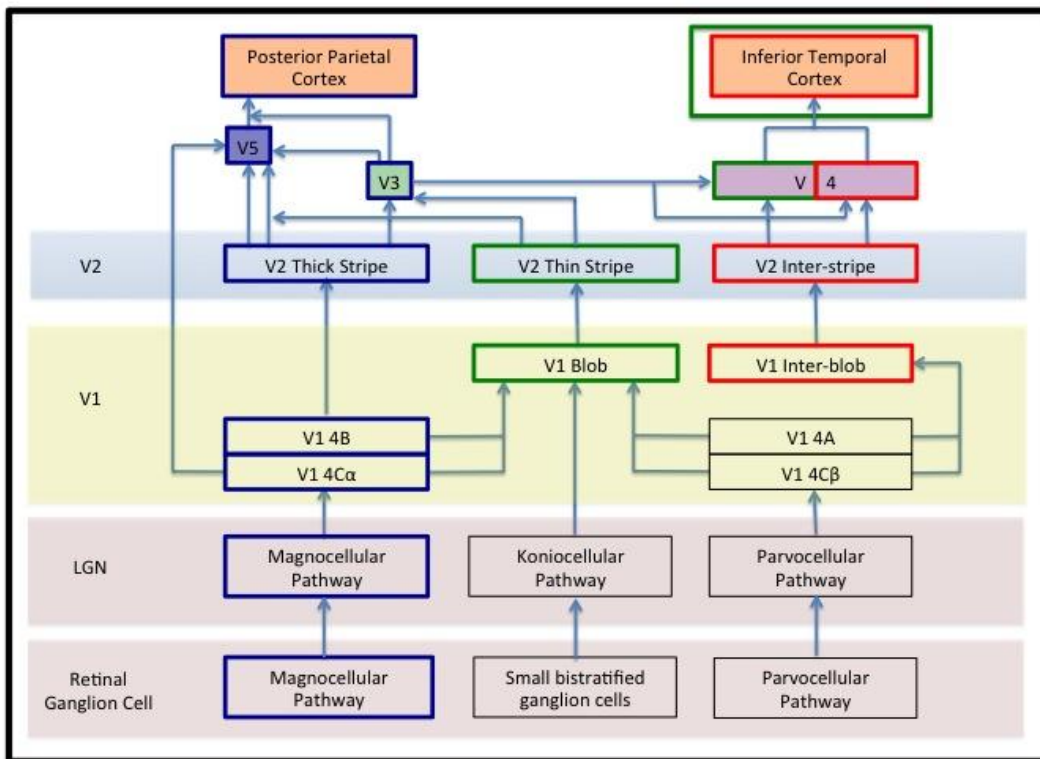 Posterior Parietal
Cortex
Inferior Temporal
Cortex
V5
V3
V 4
V2
V2 Thick Stripe
V2 Thin Stripe
V2 Inter-stripe
V1 Blob
V1 Inter-blob
V1
V1 4B
V1 4A
V1 4Cα
V1 4Cβ
LGN
Magnocellular
Pathway
Koniocellular
Pathway
Parvocellular
Pathway
Retinal
Ganglion Cell
Magnocellular
Pathway
Small bistratified
ganglion cells
Parvocellular
Pathway